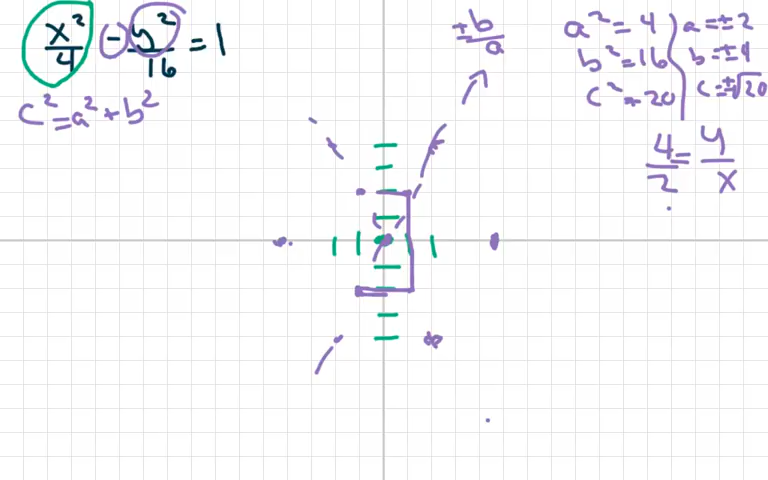 x²/4 - y²/16 = 1
c² = a² + b²
±b/a
a² = 4
b² = 16
c² = 20
a = ±2
b = ±4
c = ±√20
4/2 = y/x